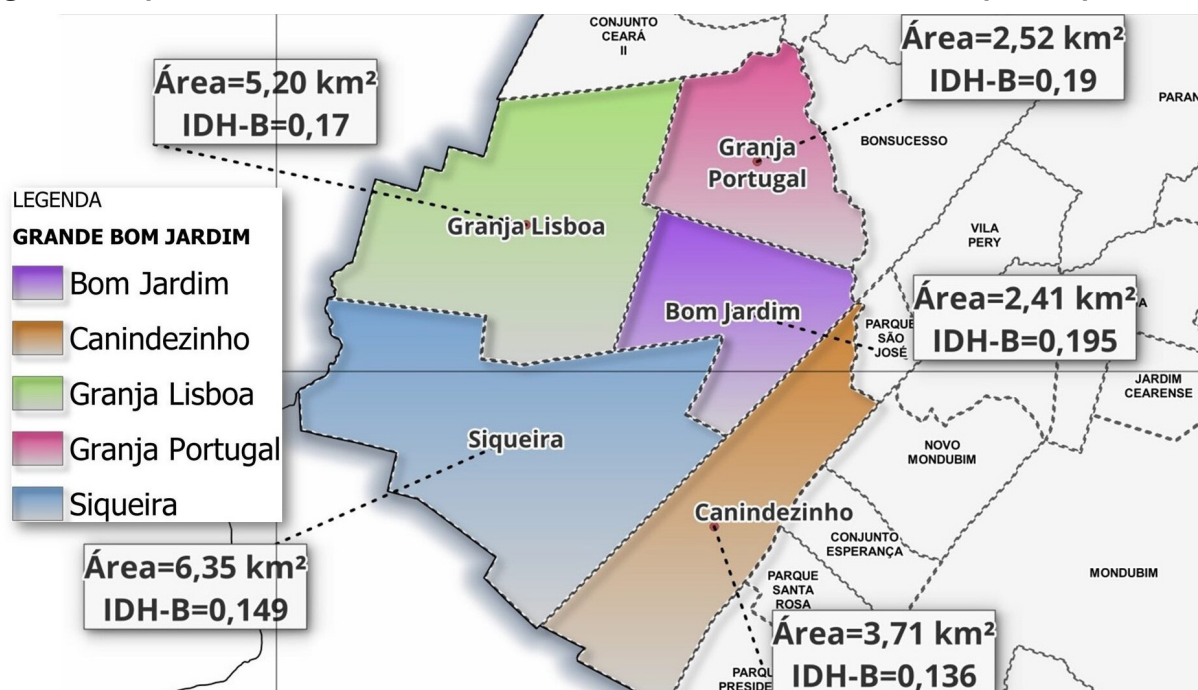 CONJUNTO
CEARÁ
II
Área=2,52 km²
IDH-B=0,19
Área=5,20 km²
IDH-B=0,17
BONSUCESSO
Granja
Portugal
LEGENDA
GRANDE BOM JARDIM
Bom Jardim
Canindezinho
Granja Lisboa
Granja Portugal
Siqueira
Granja Lisboa
VILA
PERY
Bom Jardim
Área=2,41 km²
IDH-B=0,195
PARQUE
SÃO
JOSÉ
JARDIM
CEARENSE
Siqueira
NOVO
MONDUBIM
Canindezinho
CONJUNTO
ESPERANÇA
Área=6,35 km²
IDH-B=0,149
PARQUE
SANTA
ROSA
MONDUBIM
Área=3,71 km²
IDH-B=0,136